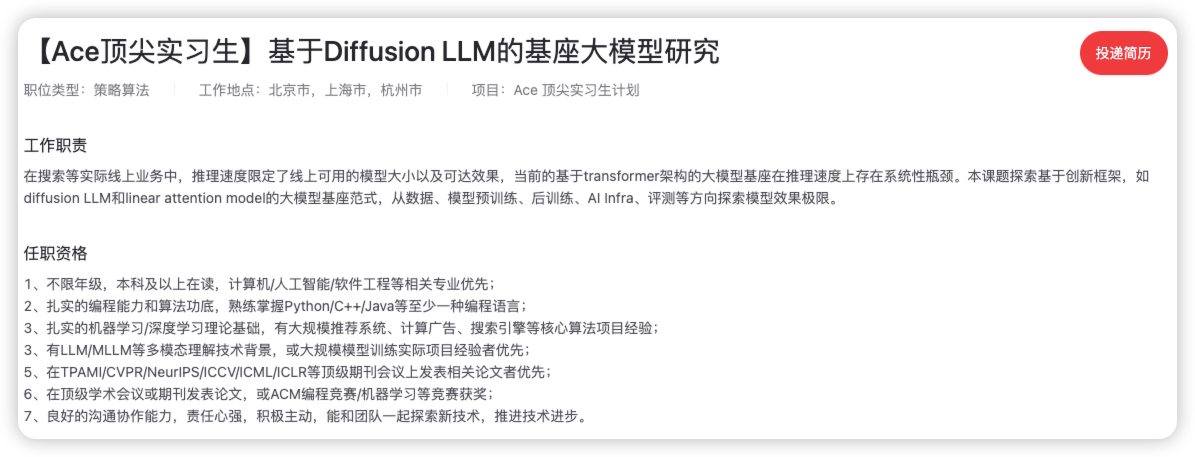 【Ace顶尖实习生】基于Diffusion LLM的基座大模型研究
投递简历
职位类型：策略算法
工作地点：北京市，上海市，杭州市
项目：Ace 顶尖实习生计划
工作职责
在搜索等实际线上业务中，推理速度限定了线上可用的模型大小以及可达效果，当前的基于transformer架构的大模型基座在推理速度上存在系统性瓶颈。本课题探索基于创新框架，如
diffusion LLM和linear attention model的大模型基座范式，从数据、模型预训练、后训练、AI Infra、评测等方向探索模型效果极限。
任职资格
1、不限年级，本科及以上在读，计算机/人工智能/软件工程等相关专业优先；
2、扎实的编程能力和算法功底，熟练掌握Python/C++/Java等至少一种编程语言；
3、扎实的机器学习/深度学习理论基础，有大规模推荐系统、计算广告、搜索引擎等核心算法项目经验；
3、有LLM/MLLM等多模态理解技术背景，或大规模模型训练实际项目经验者优先；
5、在TPAMI/CVPR/NeurIPS/ICCV/ICML/ICLR等顶级期刊会议上发表相关论文者优先；
6、在顶级学术会议或期刊发表论文，或ACM编程竞赛/机器学习等竞赛获奖；
7、良好的沟通协作能力，责任心强，积极主动，能和团队一起探索新技术，推进技术进步。